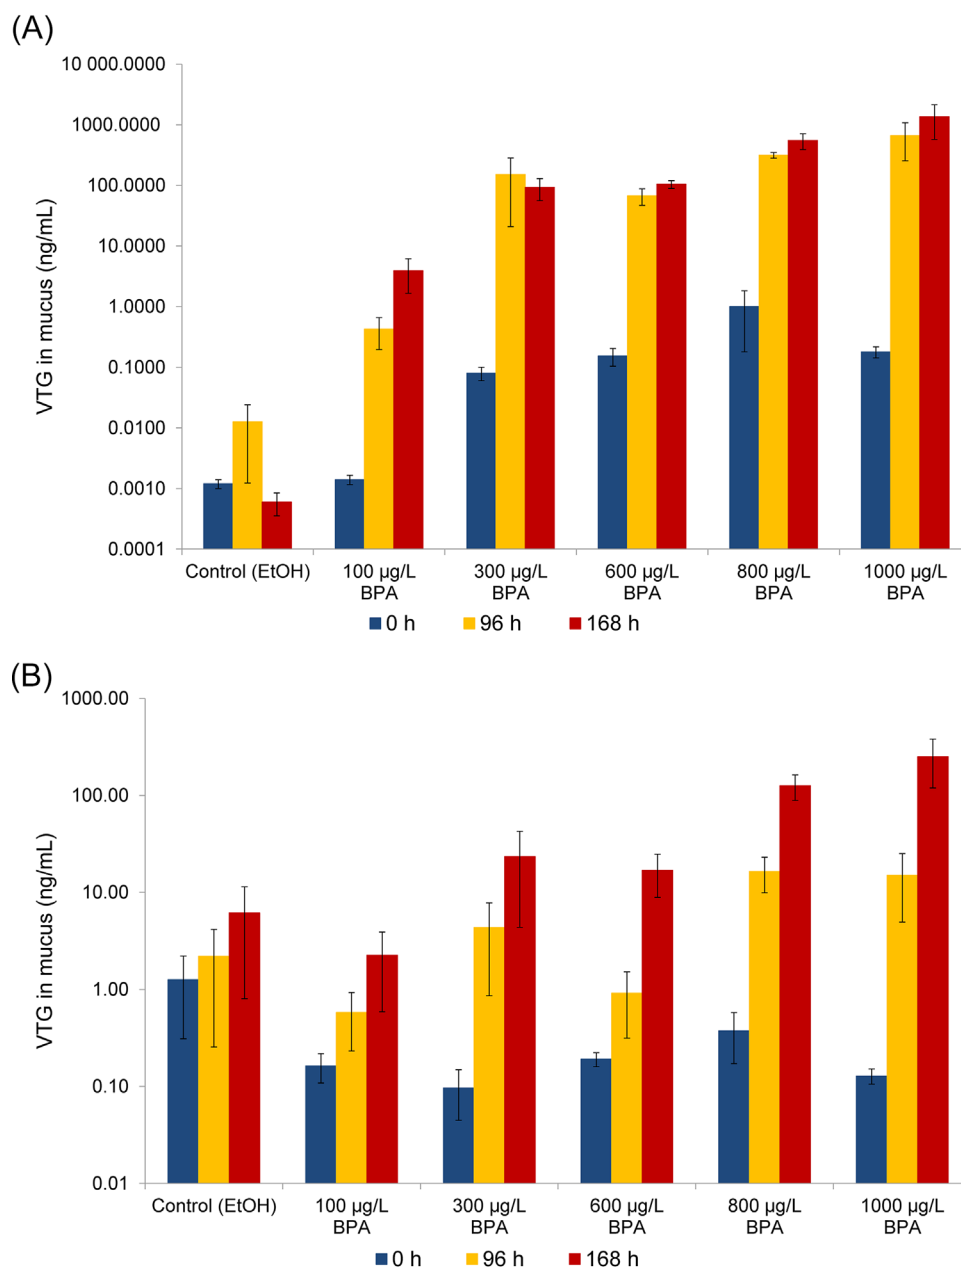 (A)
10 000.0000
1000.0000
100.0000
10.0000
1.0000
0.1000
0.0100
0.0010
0.0001
VTG in mucus (ng/mL)
Control (EtOH) 100 µg/L 300 µg/L 600 µg/L 800 µg/L 1000 µg/L
BPA BPA BPA BPA BPA
0 h 96 h 168 h
(B)
1000.00
100.00
10.00
1.00
0.10
0.01
VTG in mucus (ng/mL)
Control (EtOH) 100 µg/L 300 µg/L 600 µg/L 800 µg/L 1000 µg/L
BPA BPA BPA BPA BPA
0 h 96 h 168 h